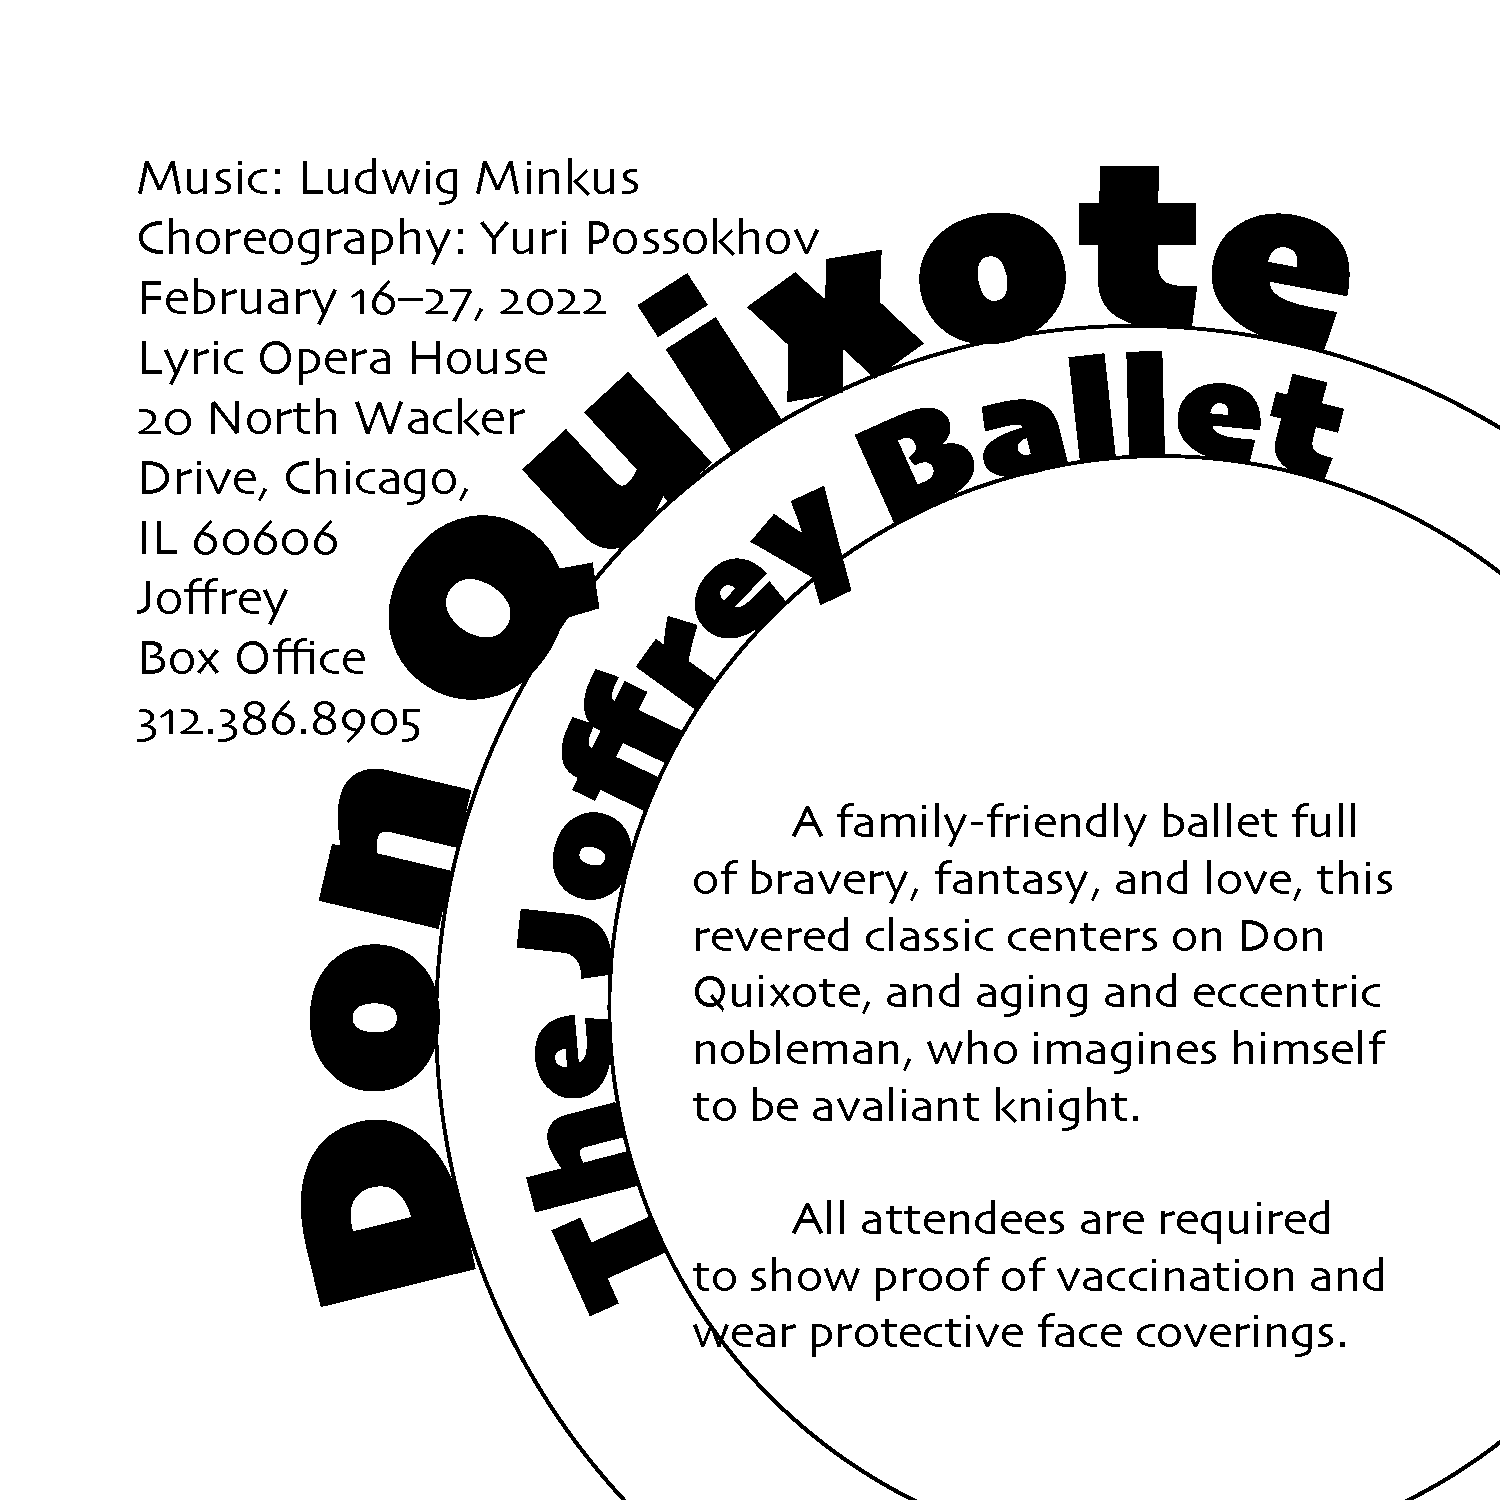 Music: Ludwig Minkus
Choreography: Yuri Possokhov
February 16–27, 2022
Lyric Opera House
20 North Wacker
Drive, Chicago,
IL 60606
Joffrey
Box Office
312.386.8905
Don Quixote
The Joffrey Ballet
A family-friendly ballet full
of bravery, fantasy, and love, this
revered classic centers on Don
Quixote, and aging and eccentric
nobleman, who imagines himself
to be avaliant knight.
All attendees are required
to show proof of vaccination and
wear protective face coverings.